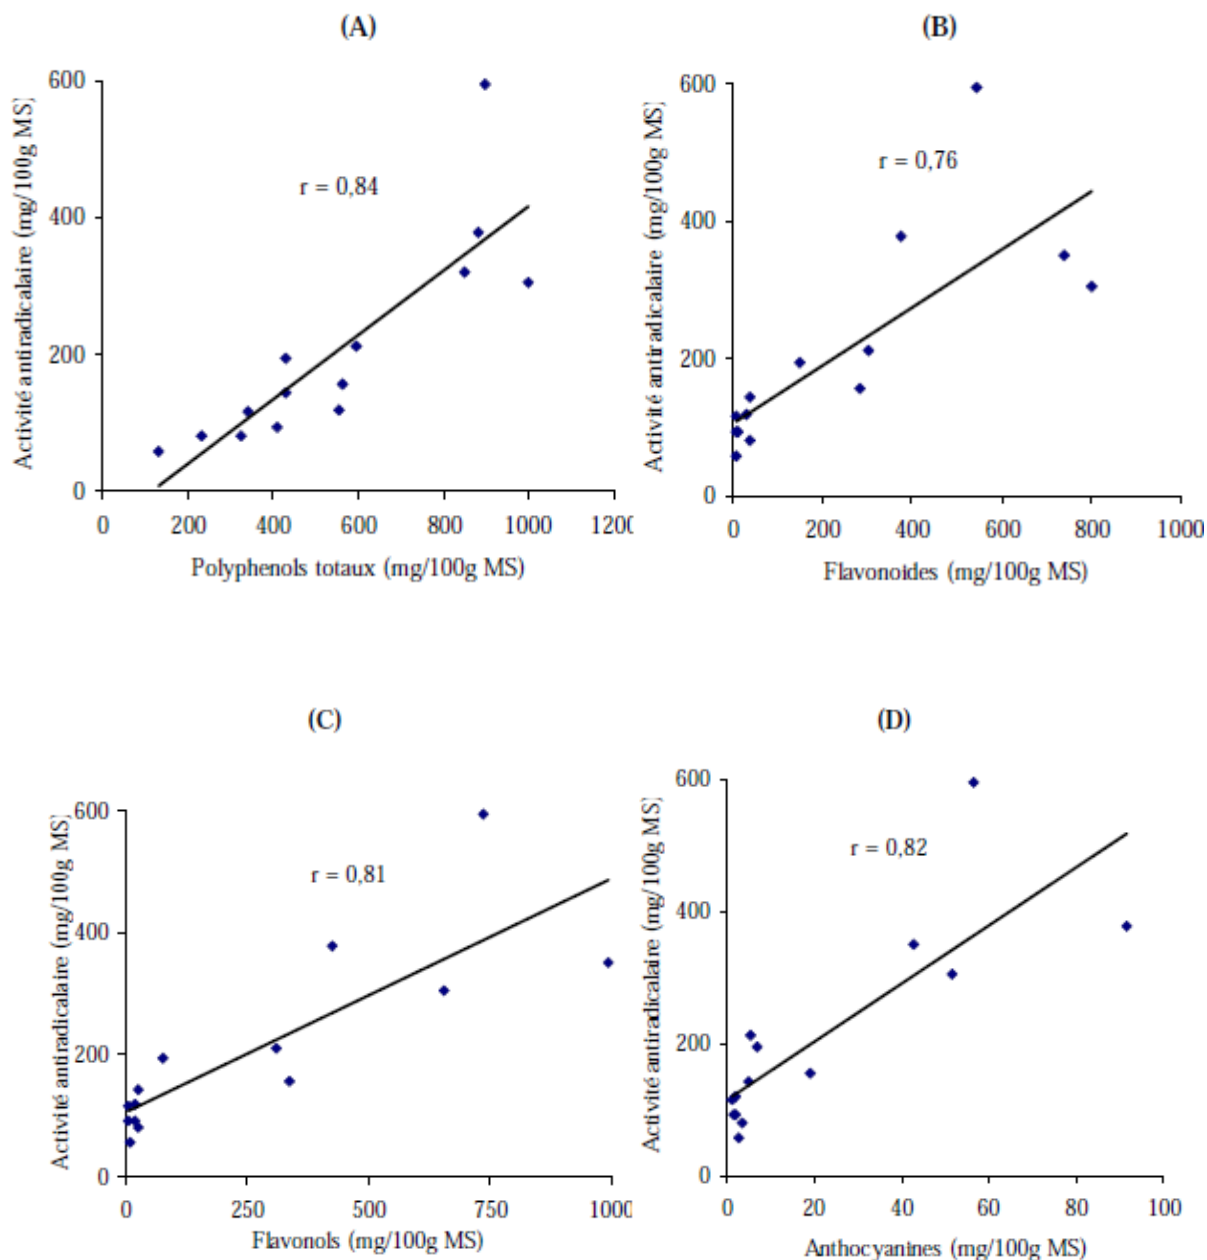 (A)
600
400
200
0
r = 0,84
0 200 400 600 800 1000 1200
Polyphenols totaux (mg/100g MS)
Activité antiradicalaire (mg/100g MS)
(B)
600
400
200
0
r = 0,76
0 200 400 600 800 1000
Flavonoides (mg/100g MS)
Activité antiradicalaire (mg/100g MS)
(C)
600
400
200
0
r = 0,81
0 250 500 750 1000
Flavonols (mg/100g MS)
Activité antiradicalaire (mg/100g MS)
(D)
600
400
200
0
r = 0,82
0 20 40 60 80 100
Anthocyanines (mg/100g MS)
Activité antiradicalaire (mg/100g MS)